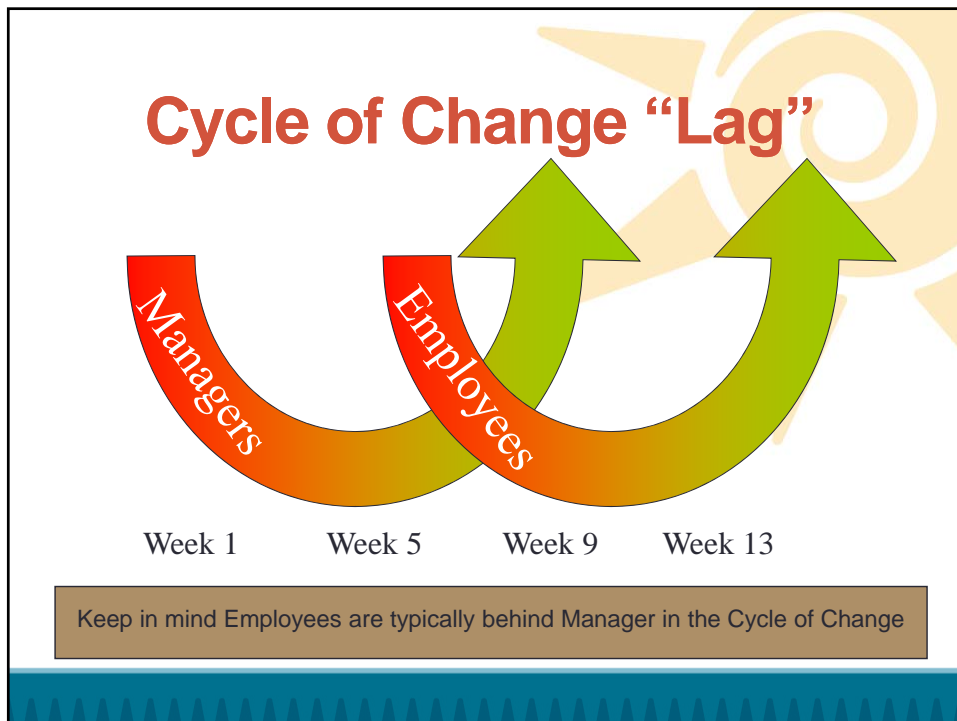 Cycle of Change “Lag”
Managers
Employees
Week 1 Week 5 Week 9 Week 13
Keep in mind Employees are typically behind Manager in the Cycle of Change